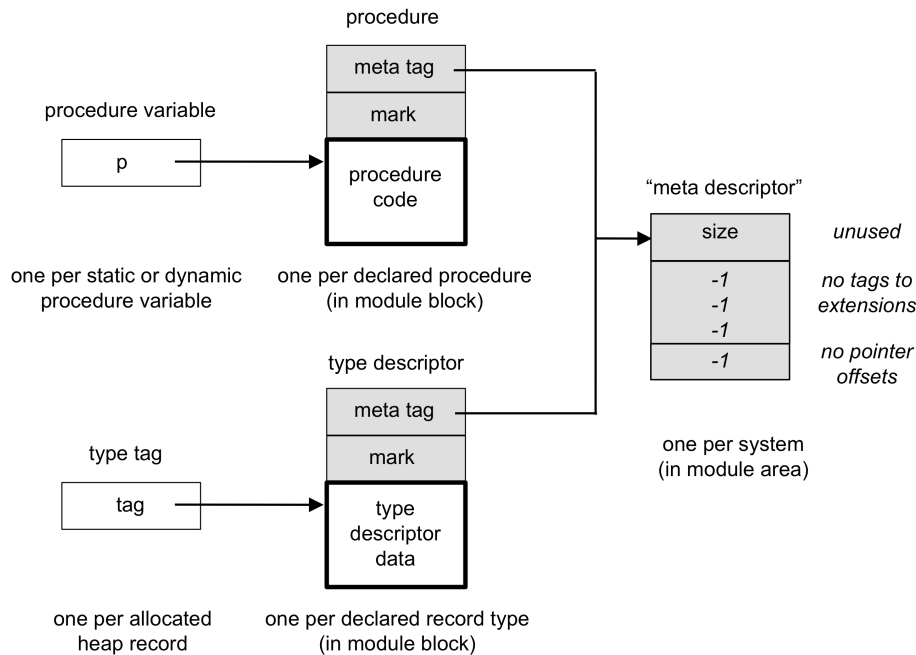 procedure
meta tag
mark
procedure
code
procedure variable
p
one per static or dynamic
procedure variable
one per declared procedure
(in module block)
“meta descriptor”
size
unused
-1
-1
-1
no tags to
extensions
-1
no pointer
offsets
one per system
(in module area)
type descriptor
meta tag
mark
type
descriptor
data
type tag
tag
one per allocated
heap record
one per declared record type
(in module block)